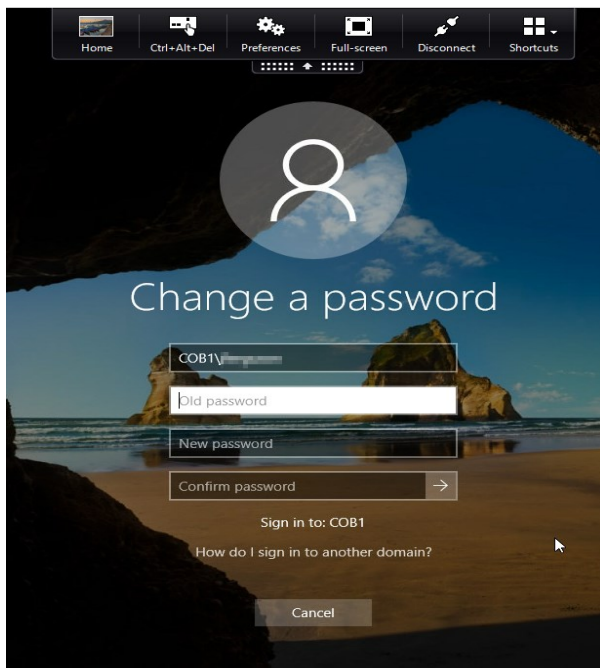 Home Ctrl+Alt+Del Preferences Full-screen Disconnect Shortcuts
Change a password
COB1\
Old password
New password
Confirm password
Sign in to: COB1
How do I sign in to another domain?
Cancel